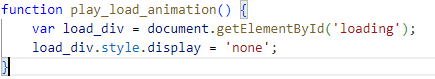 function play_load_animation() {
    var load_div = document.getElementById('loading');
    load_div.style.display = 'none';
}